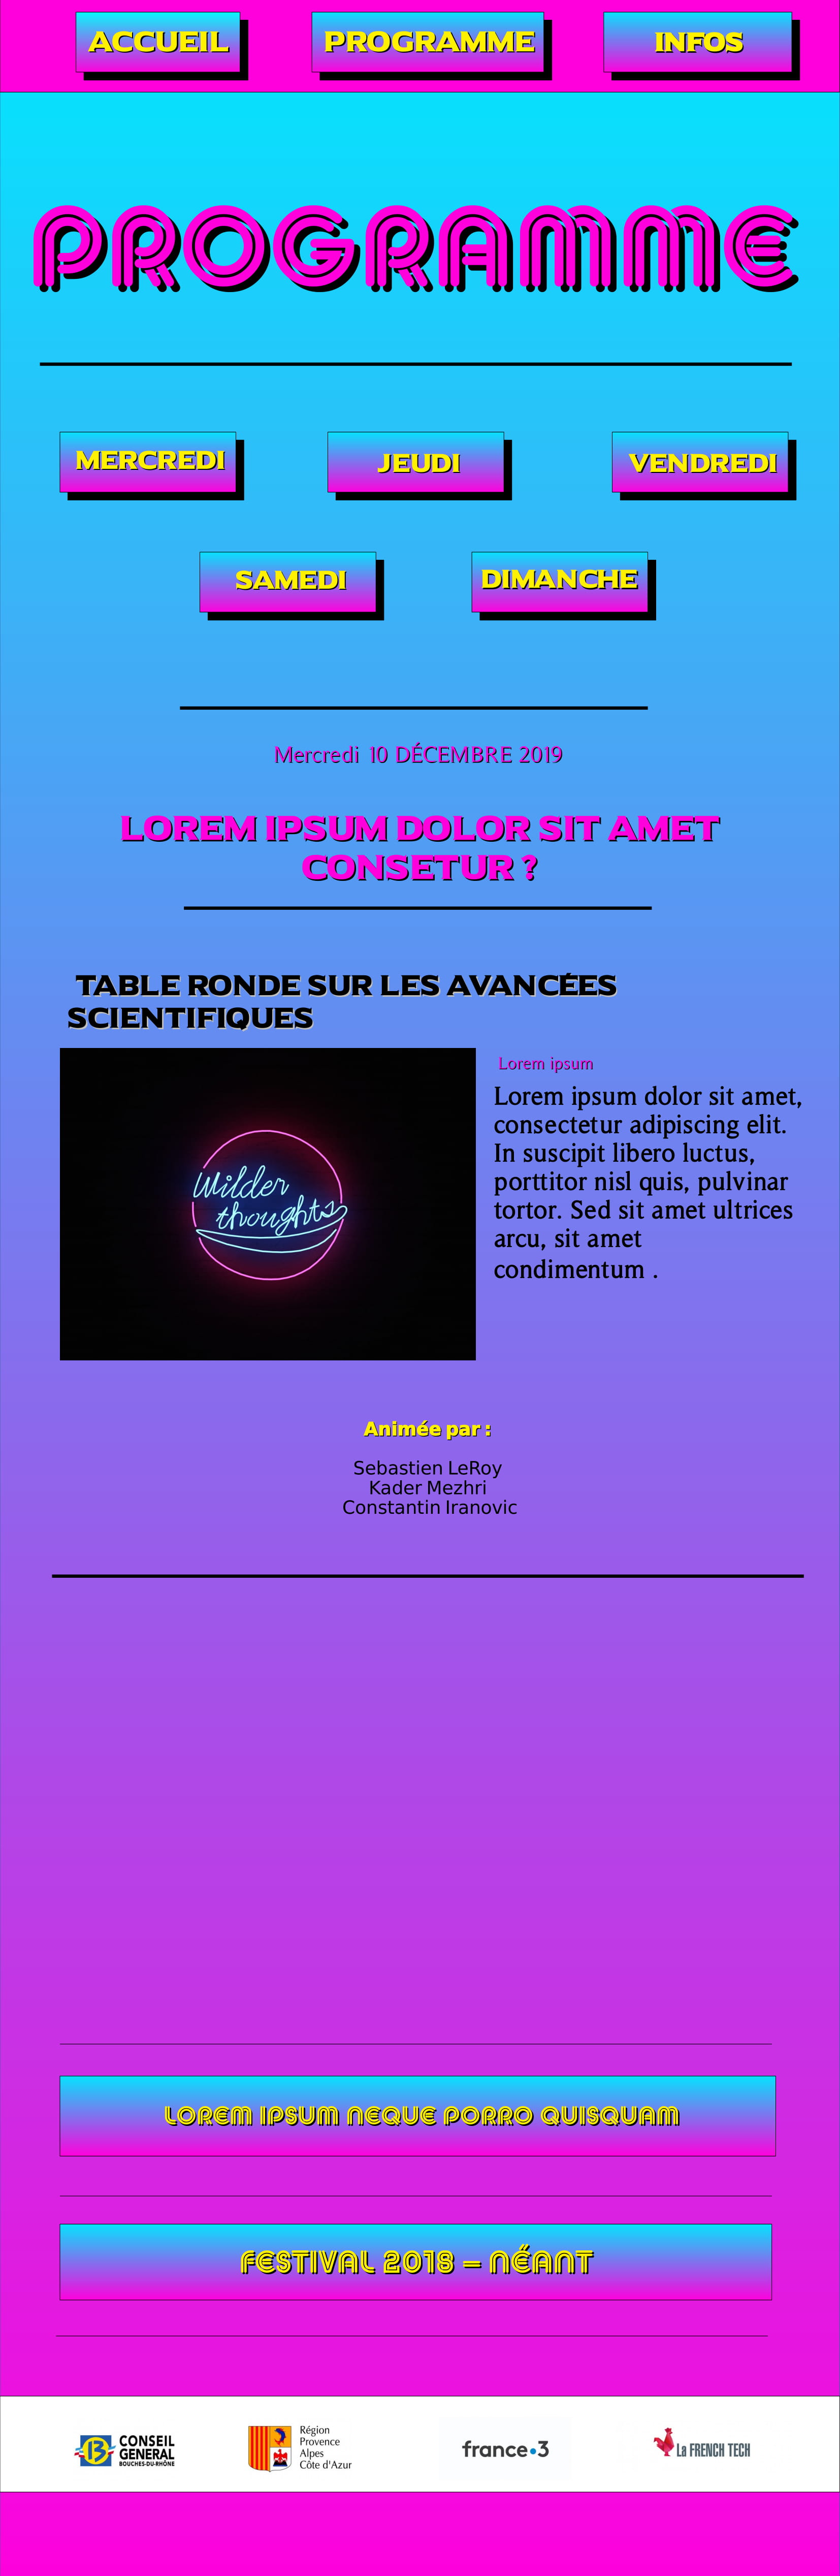 ACCUEIL PROGRAMME INFOS
PROGRAMME
MERCREDI JEUDI VENDREDI
SAMEDI DIMANCHE
Mercredi 10 DÉCEMBRE 2019
LOREM IPSUM DOLOR SIT AMET
CONSETUR ?
TABLE RONDE SUR LES AVANCÉES
SCIENTIFIQUES
Wilder
thoughts
Lorem ipsum
Lorem ipsum dolor sit amet,
consectetur adipiscing elit.
In suscipit libero luctus,
porttitor nisl quis, pulvinar
tortor. Sed sit amet ultrices
arcu, sit amet
condimentum .
Animée par :
Sebastien LeRoy
Kader Mezhri
Constantin Iranovic
LOREM IPSUM NEQUE PORRO QUISQUAM
FESTIVAL 2018 – NÉANT
13 CONSEIL
GENERAL
BOUCHES-DU-RHÔNE
Région
Provence
Alpes
Côte d'Azur
france•3
La FRENCH TECH